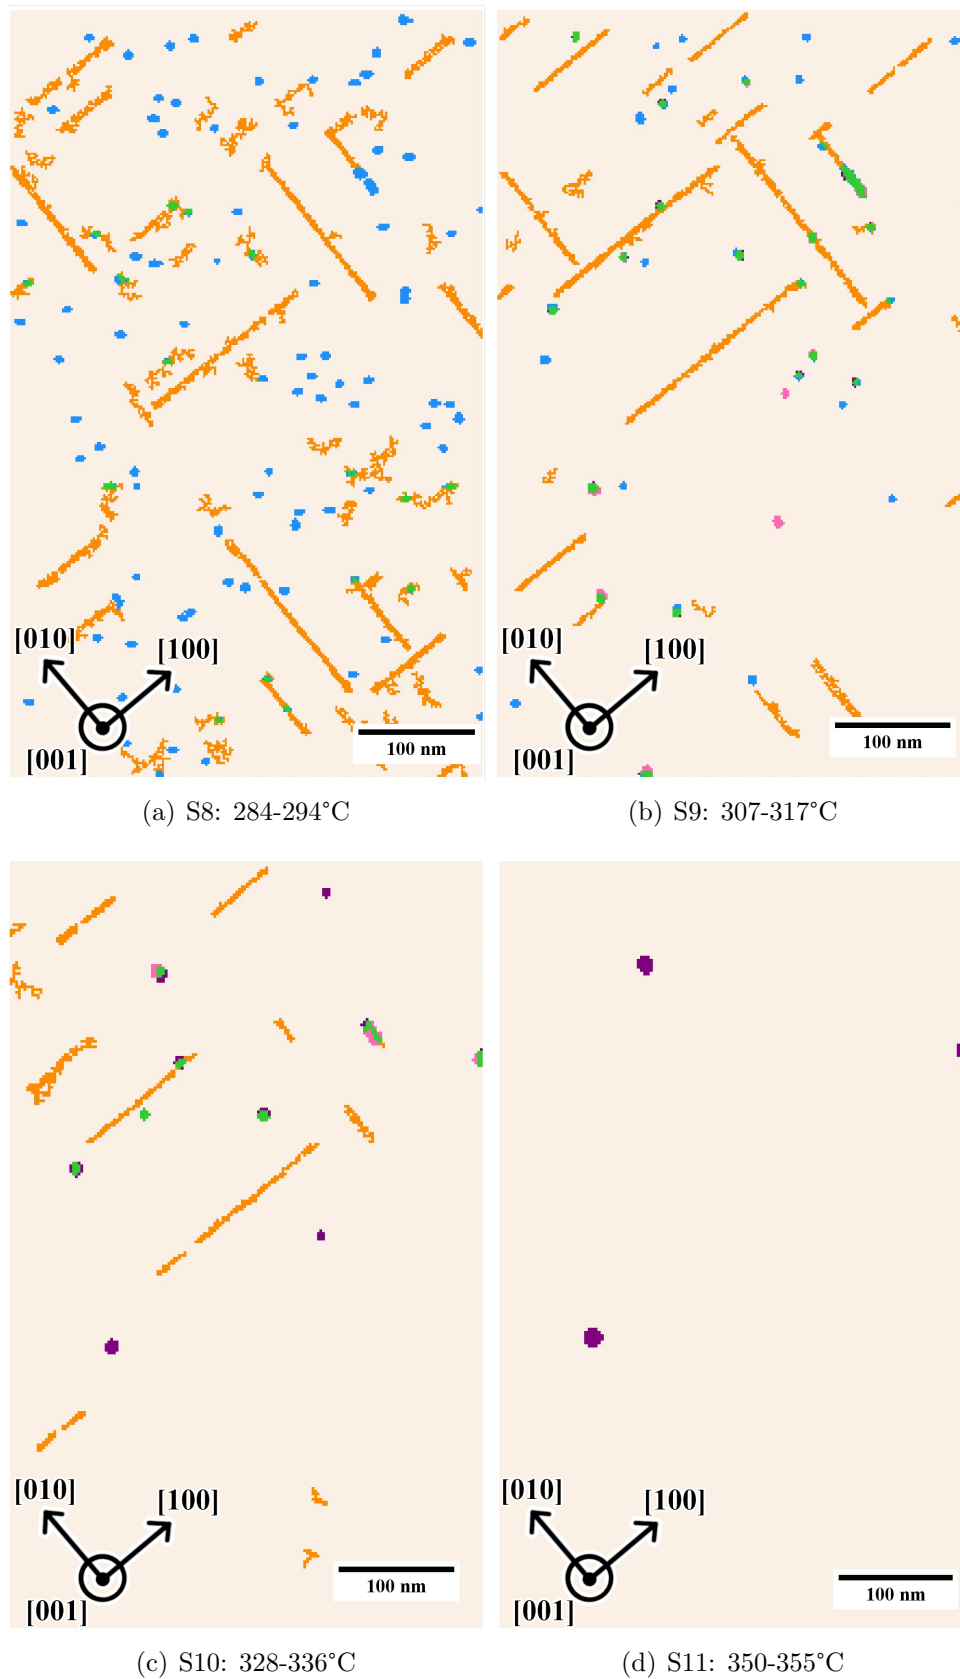 [010]
[100]
[001]
100 nm
(a) S8: 284-294°C
[010]
[100]
[001]
100 nm
(b) S9: 307-317°C
[010]
[100]
[001]
100 nm
(c) S10: 328-336°C
[010]
[100]
[001]
100 nm
(d) S11: 350-355°C